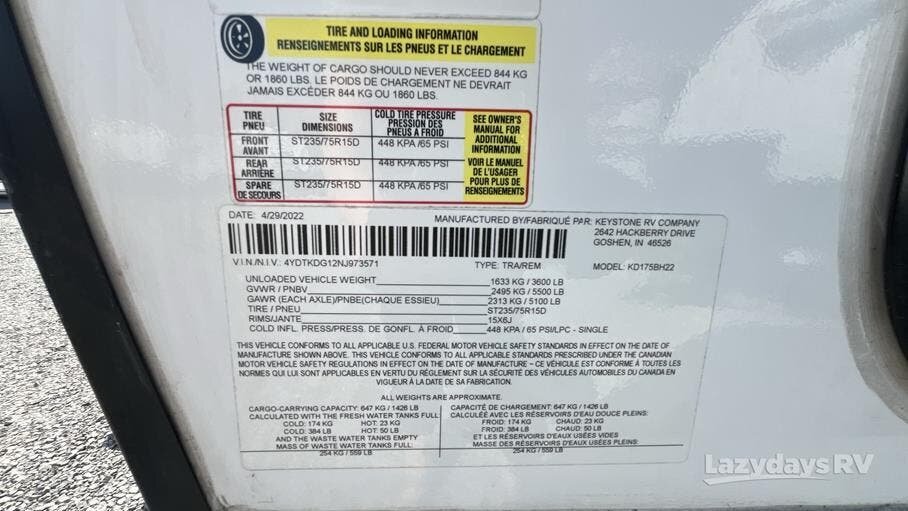 TIRE AND LOADING INFORMATION
RENSEIGNEMENTS SUR LES PNEUS ET LE CHARGEMENT
THE WEIGHT OF CARGO SHOULD NEVER EXCEED 844 KG
OR 1860 LBS. LE POIDS DE CHARGEMENT NE DEVRAIT
JAMAIS EXCÉDER 844 KG OU 1860 LBS.
TIRE PNEU SIZE DIMENSIONS COLD TIRE PRESSURE PRESSION DES PNEUS A FROID
FRONT AVANT ST235/75R15D 448 KPA /65 PSI
REAR ARRIÈRE ST235/75R15D 448 KPA /65 PSI
SPARE DE SECOURS ST235/75R15D 448 KPA /65 PSI
SEE OWNER'S
MANUAL FOR
ADDITIONAL
INFORMATION
VOIR LE MANUEL
DE L'USAGER
POUR PLUS DE
RENSEIGNEMENTS
DATE: 4/29/2022 MANUFACTURED BY/FABRIQUÉ PAR: KEYSTONE RV COMPANY
2642 HACKBERRY DRIVE
GOSHEN, IN 46526
V.I.N./N.I.V.: 4YDTKDG12NJ973571 TYPE: TRA/REM MODEL: KD175BH22
UNLOADED VEHICLE WEIGHT 1633 KG / 3600 LB
GVWR / PNBV 2495 KG / 5500 LB
GAWR (EACH AXLE)/PNBE(CHAQUE ESSIEU) 2313 KG / 5100 LB
TIRE / PNEU ST235/75R15D
RIMS/JANTE 15X6J
COLD INFL. PRESS/PRESS. DE GONFL. À FROID 448 KPA / 65 PSI/LPC - SINGLE
THIS VEHICLE CONFORMS TO ALL APPLICABLE U.S. FEDERAL MOTOR VEHICLE SAFETY STANDARDS IN EFFECT ON THE DATE OF
MANUFACTURE SHOWN ABOVE. THIS VEHICLE CONFORMS TO ALL APPLICABLE STANDARDS PRESCRIBED UNDER THE CANADIAN
MOTOR VEHICLE SAFETY REGULATIONS IN EFFECT ON THE DATE OF MANUFACTURE – CE VÉHICULE EST CONFORME À TOUTES LES
NORMES QUI LUI SONT APPLICABLES EN VERTU DU RÈGLEMENT SUR LA SÉCURITÉ DES VÉHICULES AUTOMOBILES DU CANADA EN
VIGUEUR À LA DATE DE SA FABRICATION.
ALL WEIGHTS ARE APPROXIMATE.
CARGO-CARRYING CAPACITY: 647 KG / 1426 LB
CALCULATED WITH THE FRESH WATER TANKS FULL
COLD: 174 KG HOT: 23 KG
COLD: 384 LB HOT: 50 LB
AND THE WASTE WATER TANKS EMPTY
MASS OF WASTE WATER TANKS FULL:
254 KG / 559 LB
CAPACITÉ DE CHARGEMENT: 647 KG / 1426 LB
CALCULÉE AVEC LES RÉSERVOIRS D'EAU DOUCE PLEINS:
FROID: 174 KG CHAUD: 23 KG
FROID: 384 LB CHAUD: 50 LB
ET LES RÉSERVOIRS D'EAUX USÉES VIDES
MASSE DES RÉSERVOIRS D'EAUX USÉES PLEINS:
254 KG / 559 LB
Lazydays RV